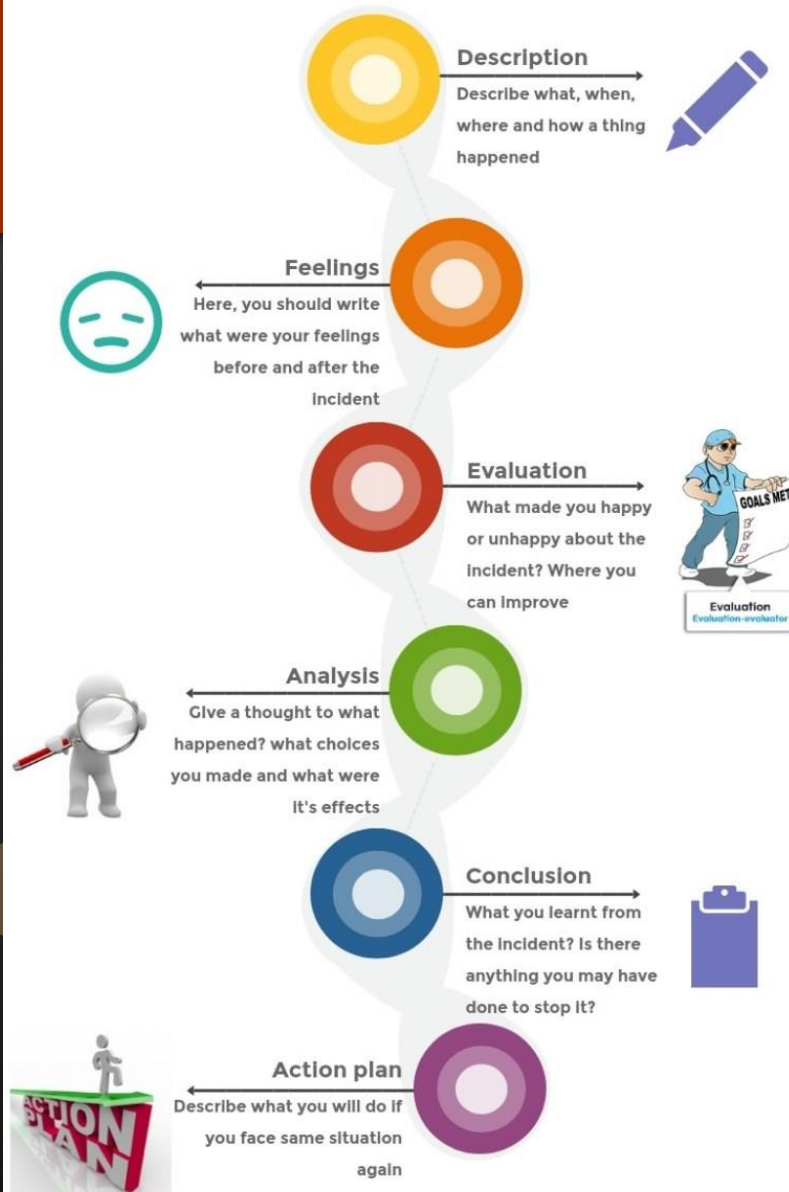 Description
Describe what, when,
where and how a thing
happened
Feelings
Here, you should write
what were your feelings
before and after the
incident
Evaluation
What made you happy
or unhappy about the
incident? Where you
can improve
GOALS MET
Evaluation
Evaluation-evaluator
Analysis
Give a thought to what
happened? what choices
you made and what were
it's effects
Conclusion
What you learnt from
the incident? Is there
anything you may have
done to stop it?
Action plan
Describe what you will do if
you face same situation
again
ACTION
PLAN